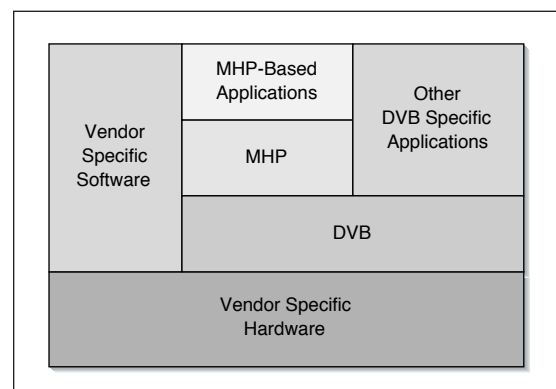 MHP-Based
Applications
Other
DVB Specific
Applications
Vendor
Specific
Software
MHP
DVB
Vendor Specific
Hardware